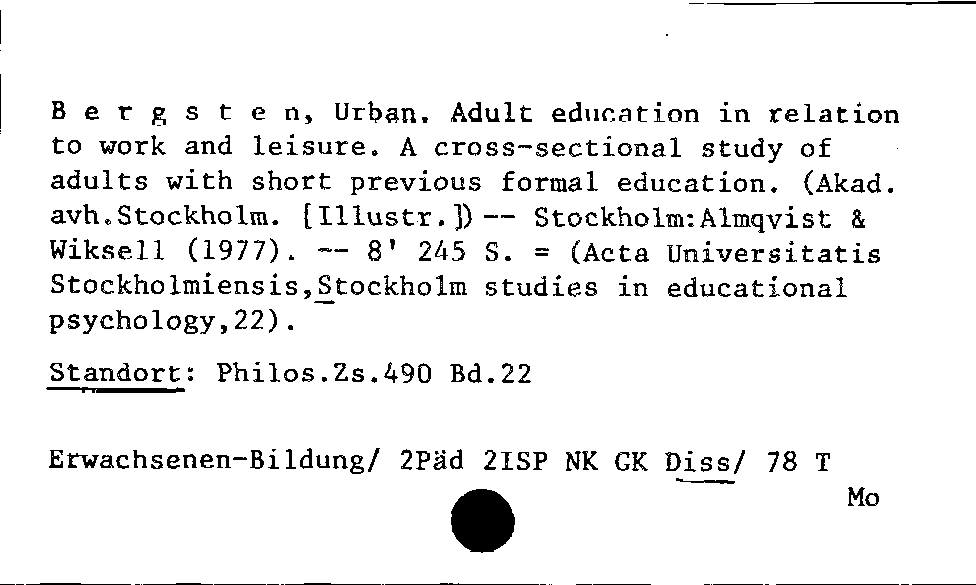 B e r g s t e n, Urban. Adult education in relation
to work and leisure. A cross-sectional study of
adults with short previous formal education. (Akad.
avh.Stockholm. [Illustr.]) -- Stockholm:Almqvist &
Wiksell (1977). -- 8' 245 S. = (Acta Universitatis
Stockholmiensis,Stockholm studies in educational
psychology,22).
Standort: Philos.Zs.490 Bd.22
Erwachsenen-Bildung/ 2Päd 2ISP NK GK Diss/ 78 T
Mo